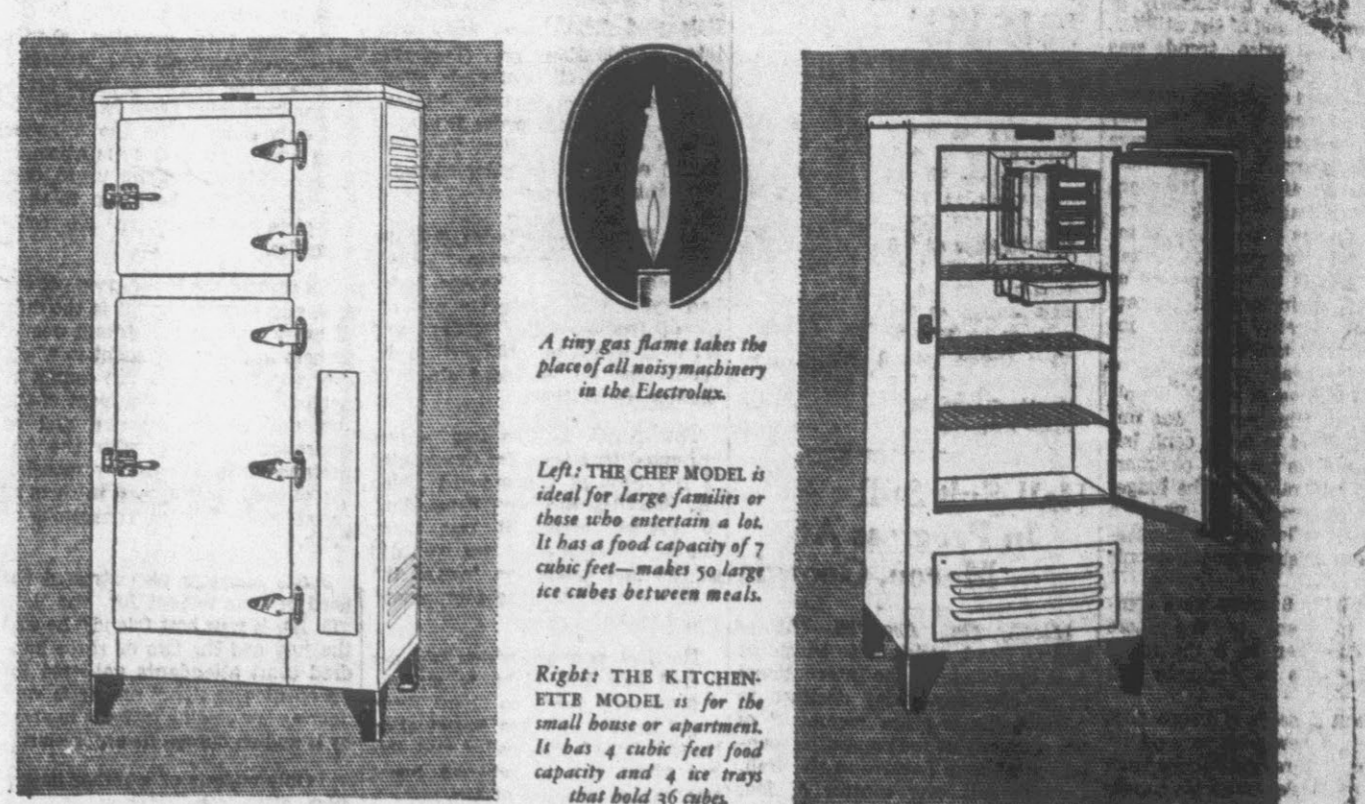 A tiny gas flame takes the
place of all noisy machinery
in the Electrolux.
Left: THE CHEF MODEL is
ideal for large families or
those who entertain a lot.
It has a food capacity of 7
cubic feet—makes 50 large
ice cubes between meals.
Right: THE KITCHEN-
ETTE MODEL is for the
small house or apartment.
It has 4 cubic feet food
capacity and 4 ice trays
that hold 36 cubes.